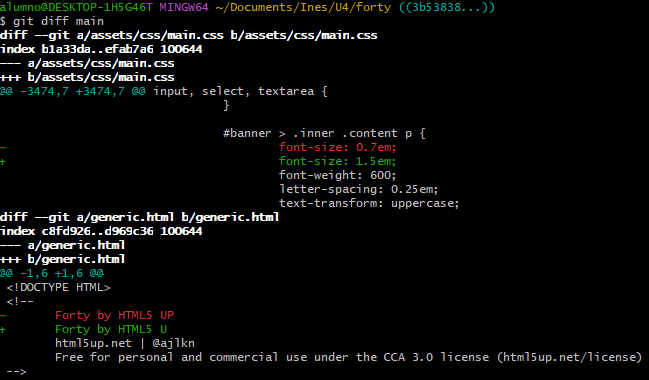 alumno@DESKTOP-1H5G46T MINGW64 ~/Documents/Ines/U4/forty ((3b53838...))
$ git diff main
diff --git a/assets/css/main.css b/assets/css/main.css
index b1a33da..efab7a6 100644
--- a/assets/css/main.css
+++ b/assets/css/main.css
@@ -3474,7 +3474,7 @@ input, select, textarea {
}
#banner > .inner .content p {
- font-size: 0.7em;
+ font-size: 1.5em;
font-weight: 600;
letter-spacing: 0.25em;
text-transform: uppercase;
diff --git a/generic.html b/generic.html
index c8fd926..d969c36 100644
--- a/generic.html
+++ b/generic.html
@@ -1,6 +1,6 @@
<!DOCTYPE HTML>
<!--
- Forty by HTML5 UP
+ Forty by HTML5 U
html5up.net | @ajlkn
Free for personal and commercial use under the CCA 3.0 license (html5up.net/license)
-->